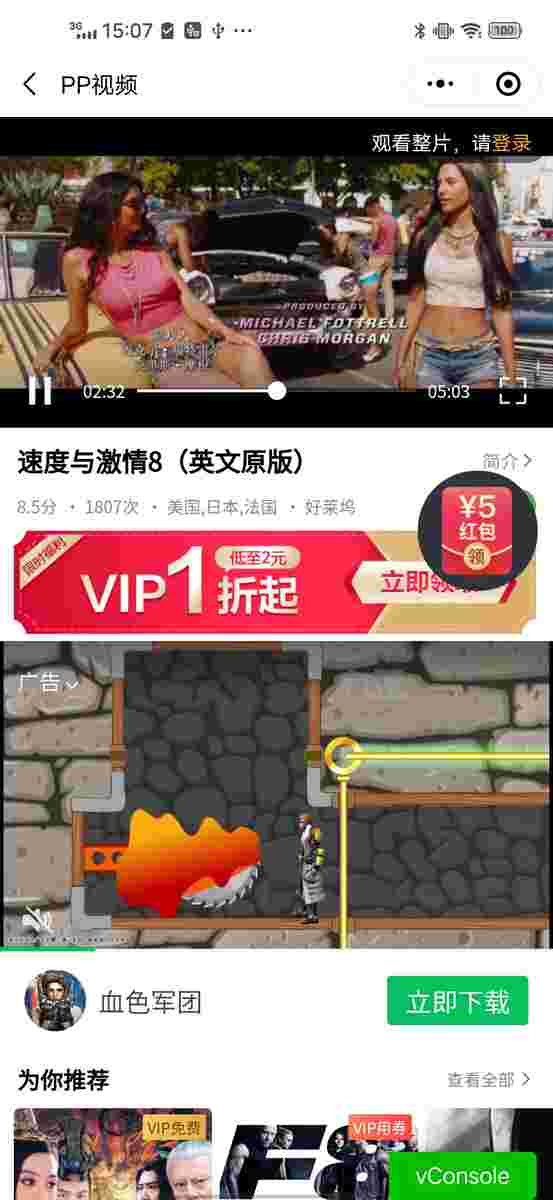 3G 15:07 100
PP视频
观看整片，请登录
PRODUCED BY
MICHAEL FOTTRELL
CHRIS MORGAN
02:32 05:03
速度与激情8（英文原版） 简介
8.5分 · 1807次 · 美国,日本,法国 · 好莱坞
¥5
红包
领
限时福利
VIP1折起
低至2元
立即领
广告
血色军团 立即下载
为你推荐 查看全部
VIP免费
VIP用券
F8
vConsole